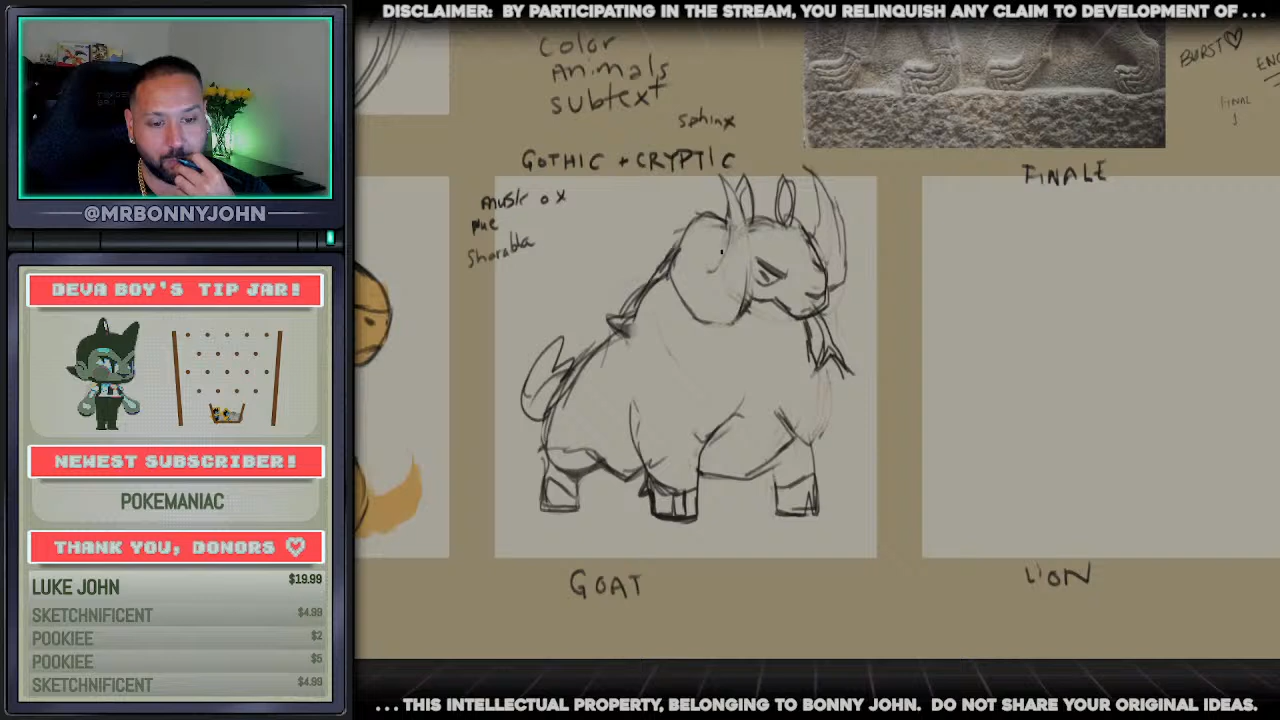 DISCLAIMER: BY PARTICIPATING IN THE STREAM, YOU RELINQUISH ANY CLAIM TO DEVELOPMENT OF . . .
@MRBONNYJOHN
DEVA BOY'S TIP JAR!
NEWEST SUBSCRIBER!
POKEMANIAC
THANK YOU, DONORS
LUKE JOHN $19.99
SKETCHNIFICENT $4.99
POOKIEE $2
POOKIEE $5
SKETCHNIFICENT $4.99
Color
Animals
subtext
sphinx
GOTHIC + CRYPTIC
musk ox
BURST
FINAL
FINALE
GOAT
LION
. . . THIS INTELLECTUAL PROPERTY, BELONGING TO BONNY JOHN. DO NOT SHARE YOUR ORIGINAL IDEAS.